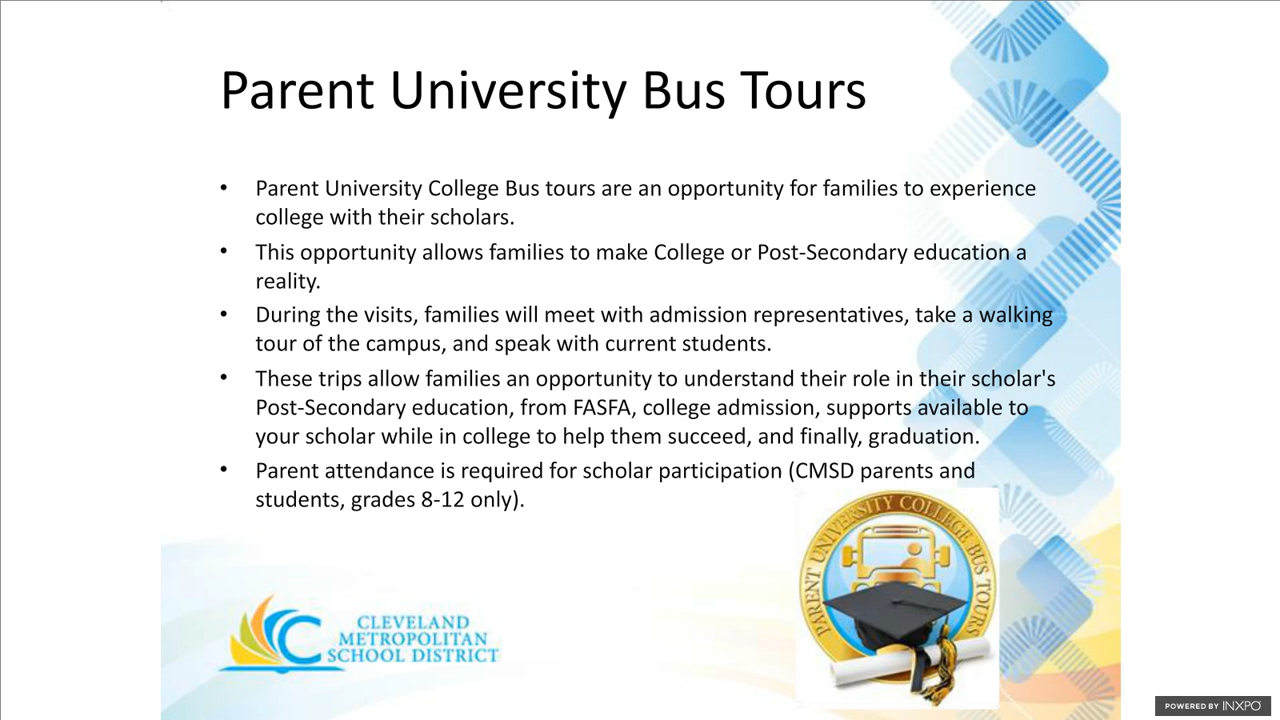 Parent University Bus Tours
• Parent University College Bus tours are an opportunity for families to experience
college with their scholars.
• This opportunity allows families to make College or Post-Secondary education a
reality.
• During the visits, families will meet with admission representatives, take a walking
tour of the campus, and speak with current students.
• These trips allow families an opportunity to understand their role in their scholar's
Post-Secondary education, from FASFA, college admission, supports available to
your scholar while in college to help them succeed, and finally, graduation.
• Parent attendance is required for scholar participation (CMSD parents and
students, grades 8-12 only).
PARENT UNIVERSITY COLLEGE BUS TOURS
CLEVELAND
METROPOLITAN
SCHOOL DISTRICT
POWERED BY INXPO